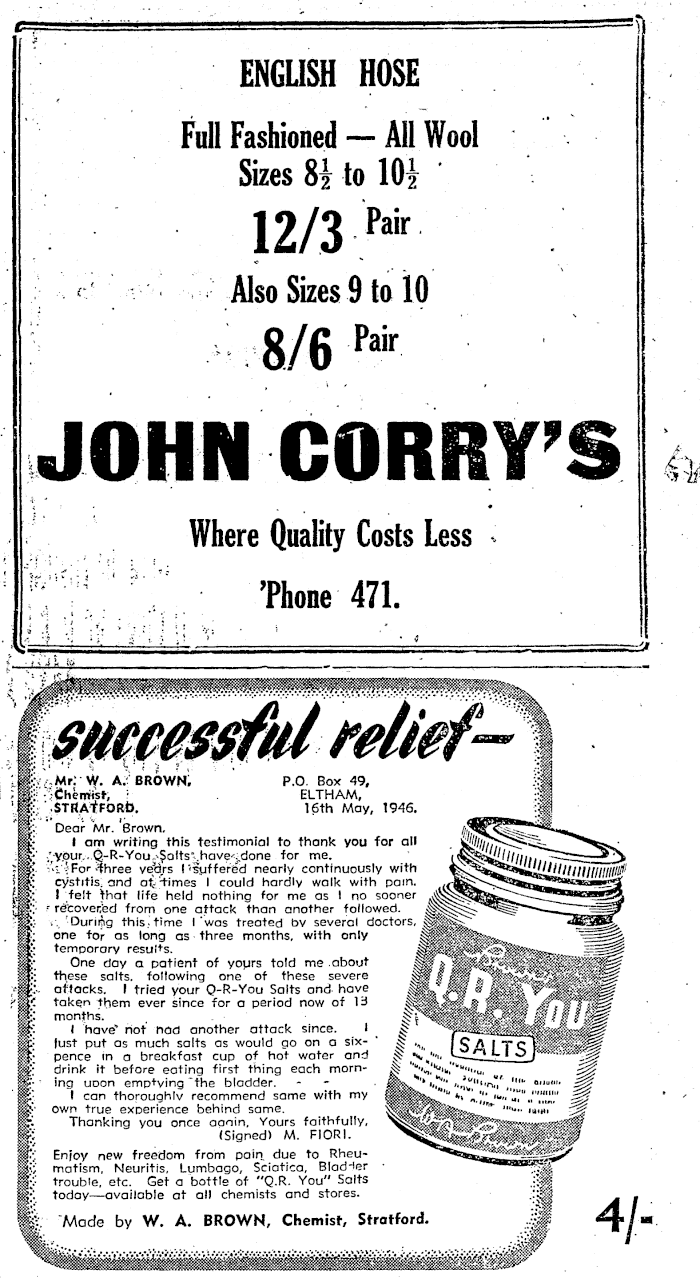 ENGLISH HOSE
Full Fashioned — All Wool
Sizes 8½ to 10½
12/3 Pair
Also Sizes 9 to 10
8/6 Pair
JOHN CORRY'S
Where Quality Costs Less
'Phone 471.
successful relief—
Mr. W. A. BROWN,
Chemist,
STRATFORD.
P.O. Box 49,
ELTHAM,
16th May, 1946.
Dear Mr. Brown,
I am writing this testimonial to thank you for all
your Q-R-You Salts have done for me.
For three years I suffered nearly continuously with
cystitis and at times I could hardly walk with pain.
I felt that life held nothing for me as I no sooner
recovered from one attack than another followed.
During this time I was treated by several doctors,
one for as long as three months, with only
temporary results.
One day a patient of yours told me about
these salts, following one of these severe
attacks. I tried your Q-R-You Salts and have
taken them ever since for a period now of 13
months.
I have not had another attack since. I
just put as much salts as would go on a six-
pence in a breakfast cup of hot water and
drink it before eating first thing each morn-
ing upon emptying the bladder. - -
I can thoroughly recommend same with my
own true experience behind same.
Thanking you once again, Yours faithfully,
(Signed) M. FIORI.
Enjoy new freedom from pain due to Rheu-
matism, Neuritis, Lumbago, Sciatica, Bladder
trouble, etc. Get a bottle of "Q.R. You" Salts
today—available at all chemists and stores.
Made by W. A. BROWN, Chemist, Stratford.
Brown's
Q.R. YOU
SALTS
4/-